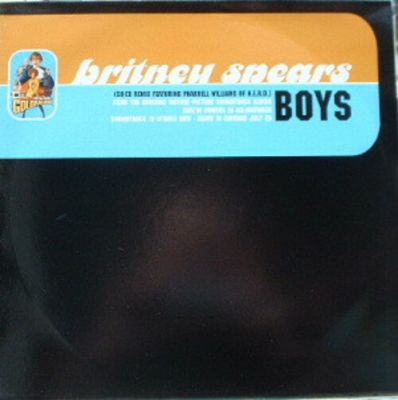 britney spears
(CO-ED REMIX FEATURING PHARRELL WILLIAMS OF N.E.R.D.)
FROM THE ORIGINAL MOTION PICTURE SOUNDTRACK ALBUM
AUSTIN POWERS IN GOLDMEMBER
SOUNDTRACK IN STORES NOW - MOVIE IN CINEMAS JULY 26
BOYS